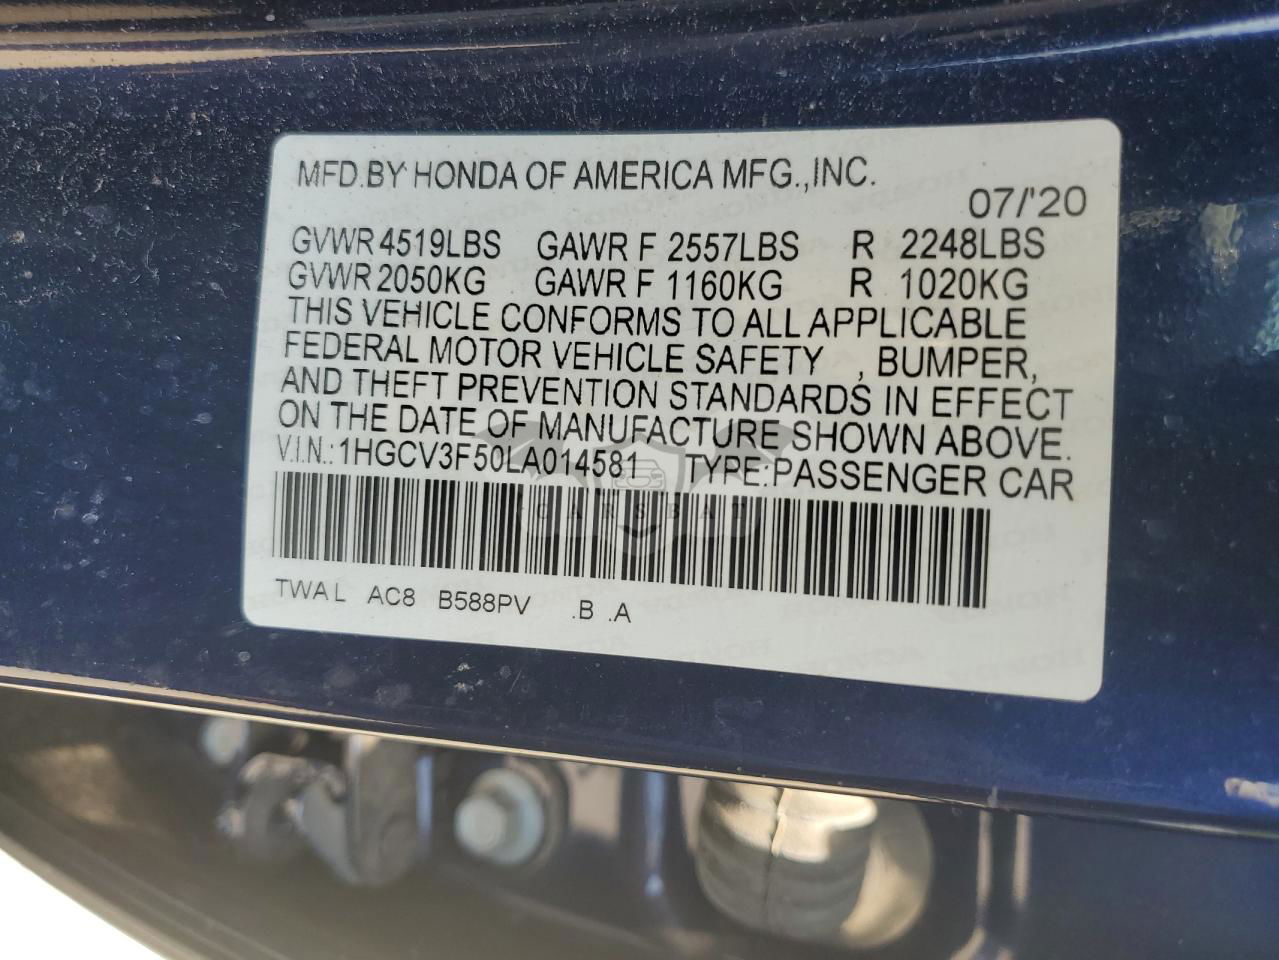 MFD.BY HONDA OF AMERICA MFG.,INC.
07/'20
GVWR 4519LBS GAWR F 2557LBS R 2248LBS
GVWR 2050KG GAWR F 1160KG R 1020KG
THIS VEHICLE CONFORMS TO ALL APPLICABLE
FEDERAL MOTOR VEHICLE SAFETY , BUMPER,
AND THEFT PREVENTION STANDARDS IN EFFECT
ON THE DATE OF MANUFACTURE SHOWN ABOVE.
V.I.N.: 1HGCV3F50LA014581 TYPE:PASSENGER CAR
CARSBAT
TWA L AC8 B588PV .B .A